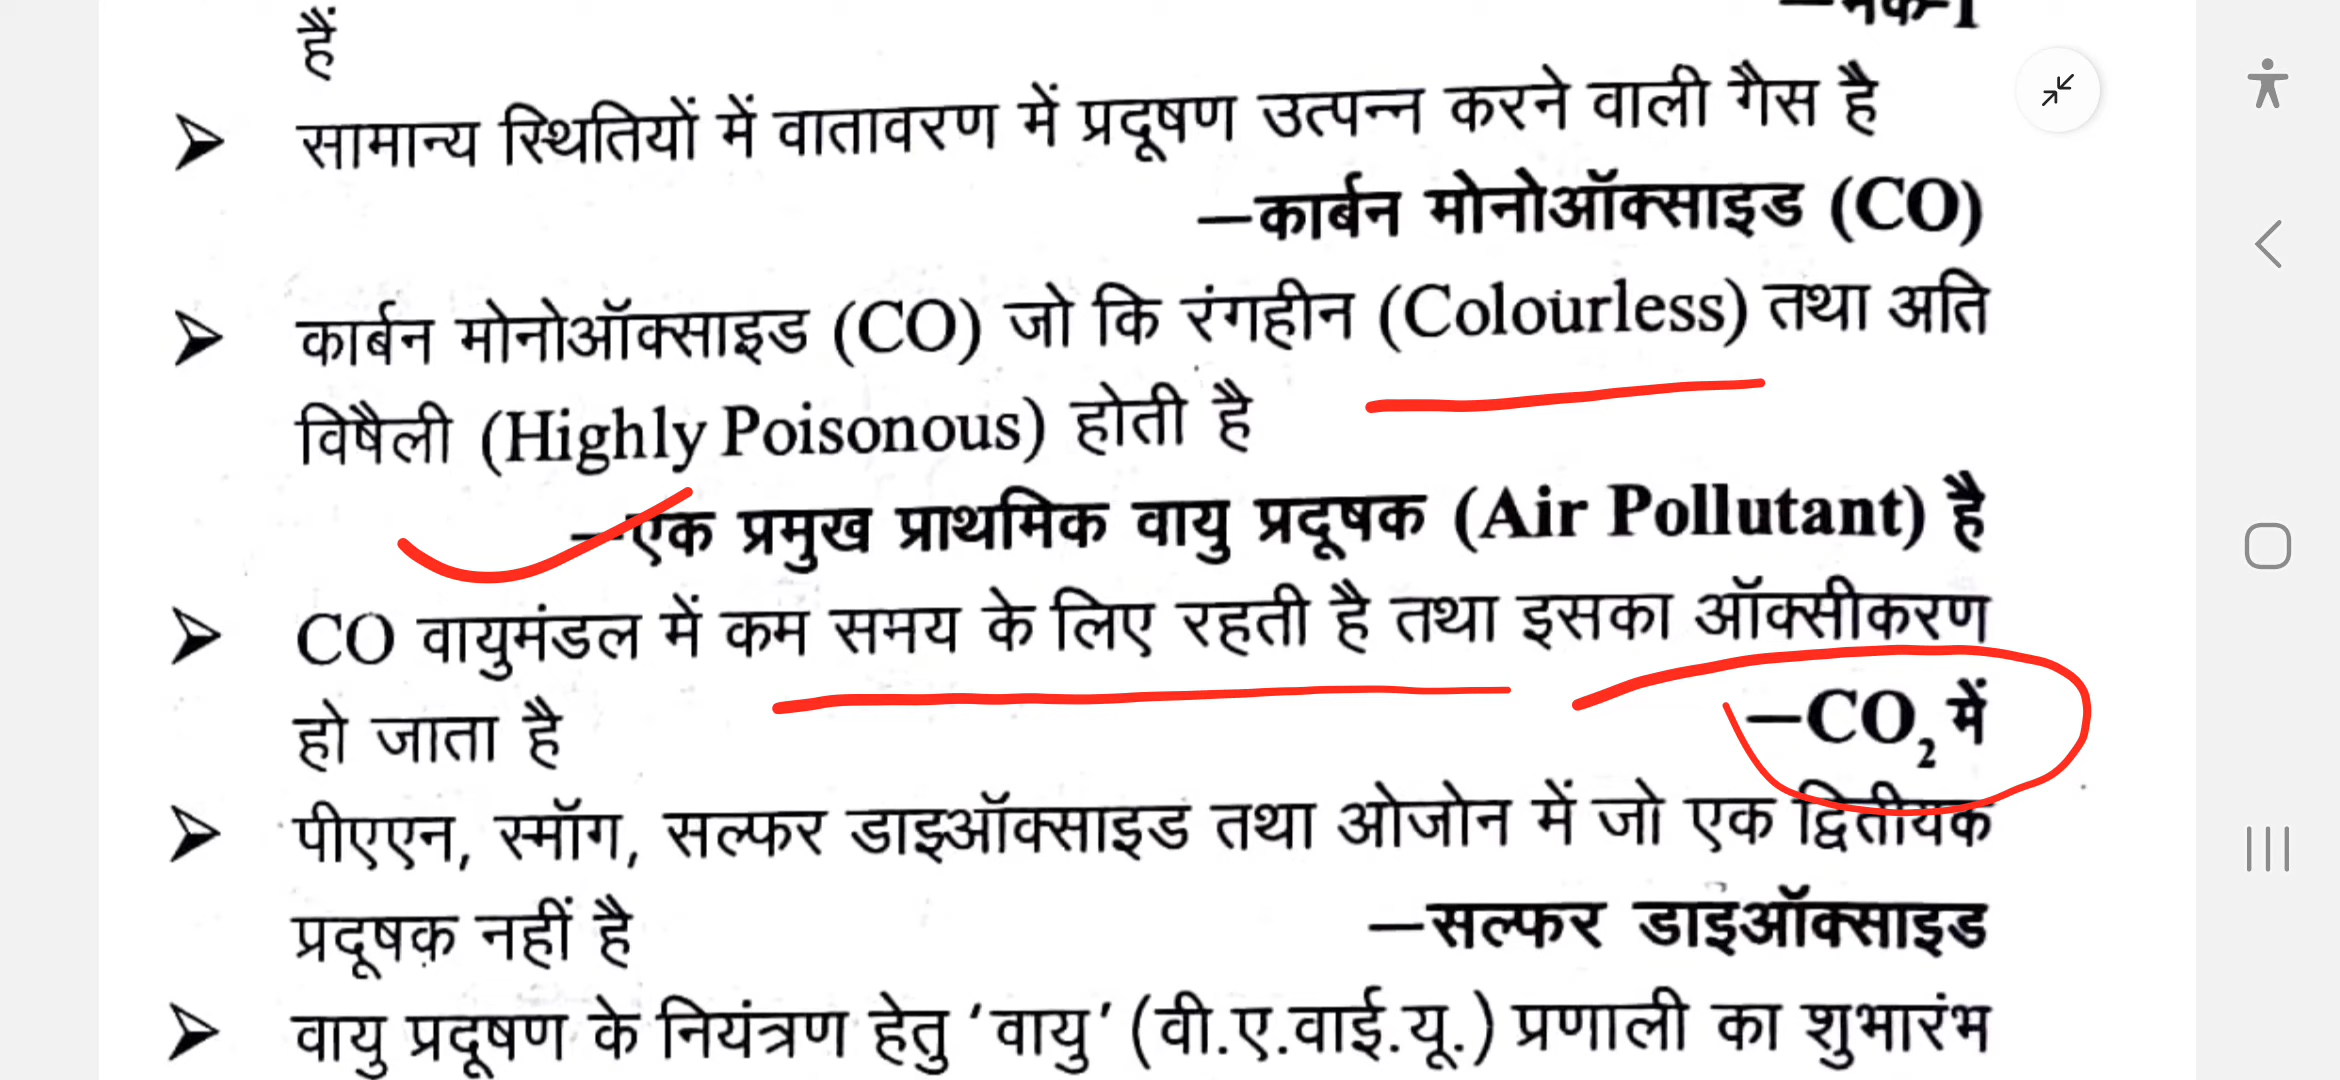 हैं
➢ सामान्य स्थितियों में वातावरण में प्रदूषण उत्पन्न करने वाली गैस है
—कार्बन मोनोऑक्साइड (CO)
➢ कार्बन मोनोऑक्साइड (CO) जो कि रंगहीन (Colourless) तथा अति
विषैली (Highly Poisonous) होती है
—एक प्रमुख प्राथमिक वायु प्रदूषक (Air Pollutant) है
➢ CO वायुमंडल में कम समय के लिए रहती है तथा इसका ऑक्सीकरण
हो जाता है —CO₂ में
➢ पीएएन, स्मॉग, सल्फर डाइऑक्साइड तथा ओजोन में जो एक द्वितीयक
प्रदूषक नहीं है —सल्फर डाइऑक्साइड
➢ वायु प्रदूषण के नियंत्रण हेतु ‘वायु’ (वी.ए.वाई.यू.) प्रणाली का शुभारंभ